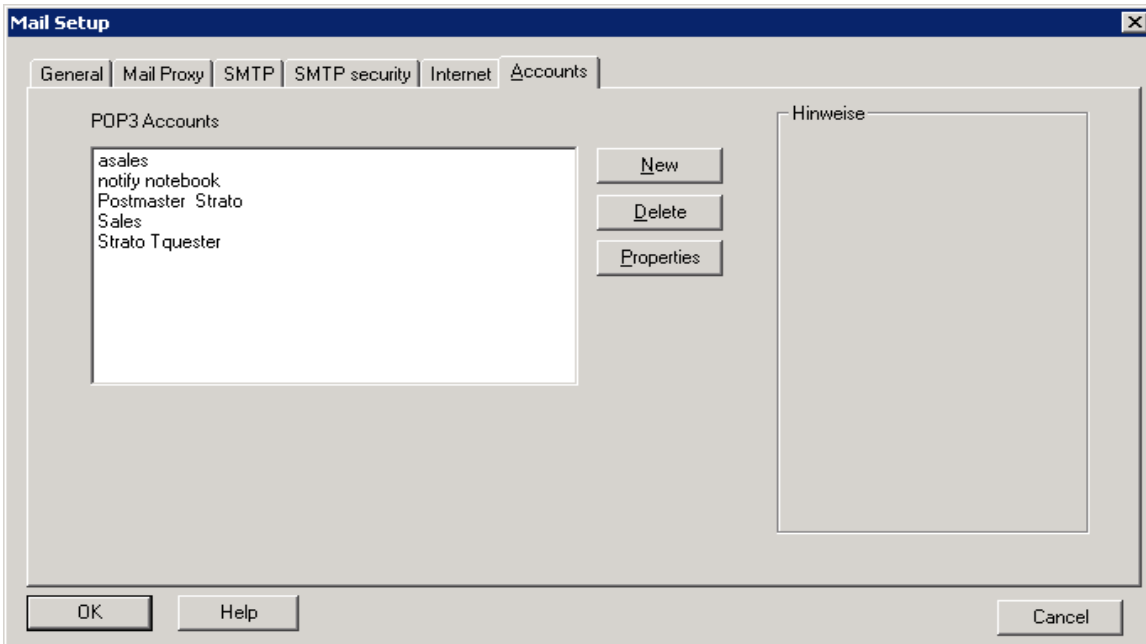 Mail Setup
General Mail Proxy SMTP SMTP security Internet Accounts
POP3 Accounts
Hinweise
asales
notify notebook
Postmaster Strato
Sales
Strato Tquester
New
Delete
Properties
OK Help Cancel